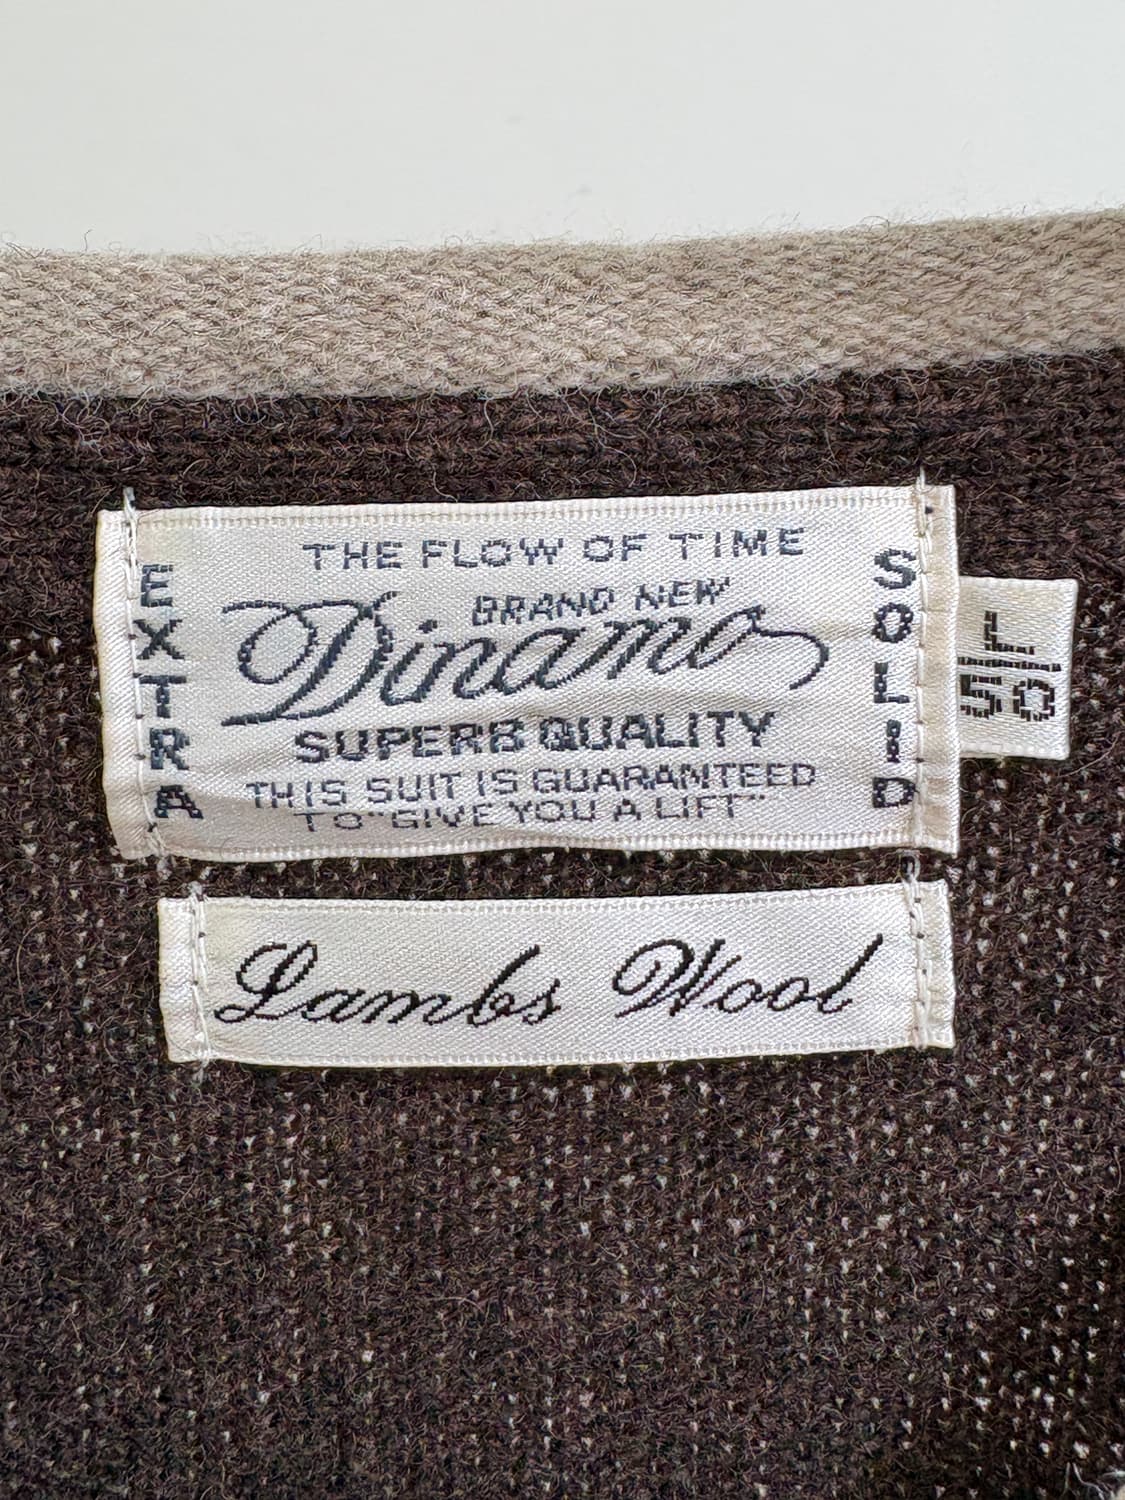 THE FLOW OF TIME
EXTRA
BRAND NEW
Dinamo
SOLID
SUPERB QUALITY
THIS SUIT IS GUARANTEED
TO "GIVE YOU A LIFT"
Lambs Wool